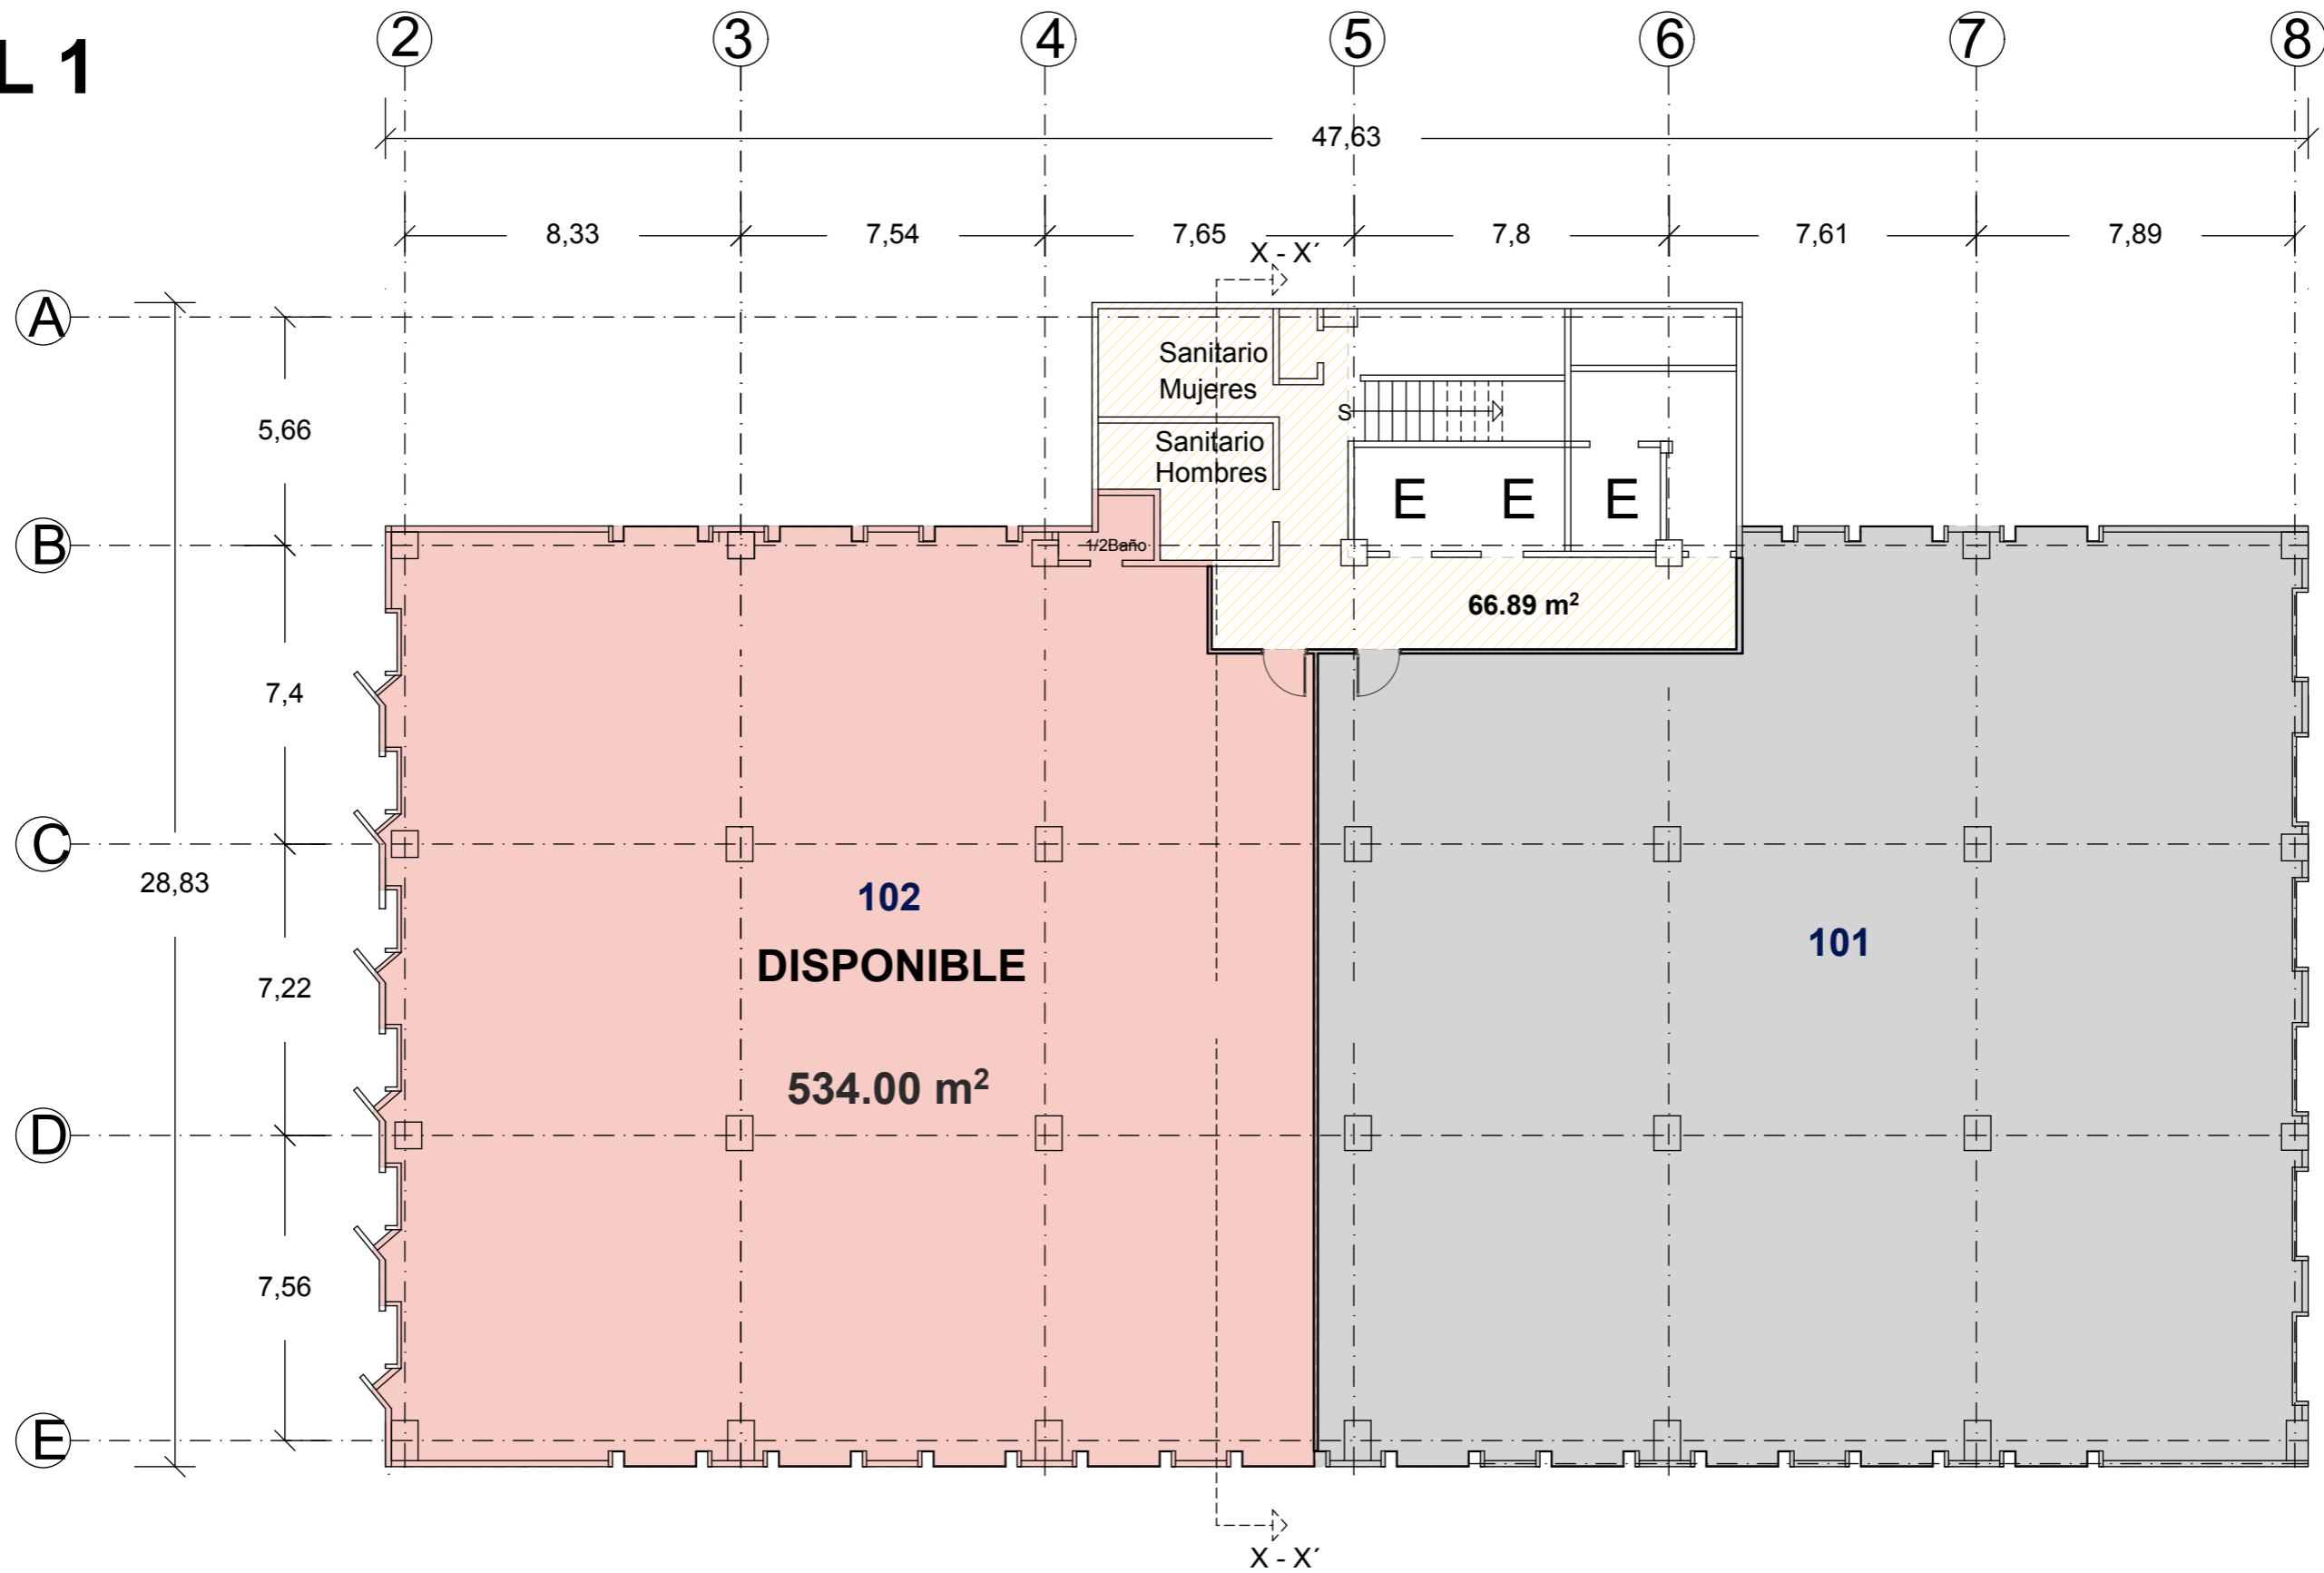 L 1
2 3 4 5 6 7 8
47,63
8,33 7,54 7,65 7,8 7,61 7,89
X - X´
A
Sanitario
Mujeres
5,66
S
Sanitario
Hombres
E E E
B
1/2Baño
66.89 m²
7,4
C
28,83
102
101
DISPONIBLE
7,22
534.00 m²
D
7,56
E
X - X´